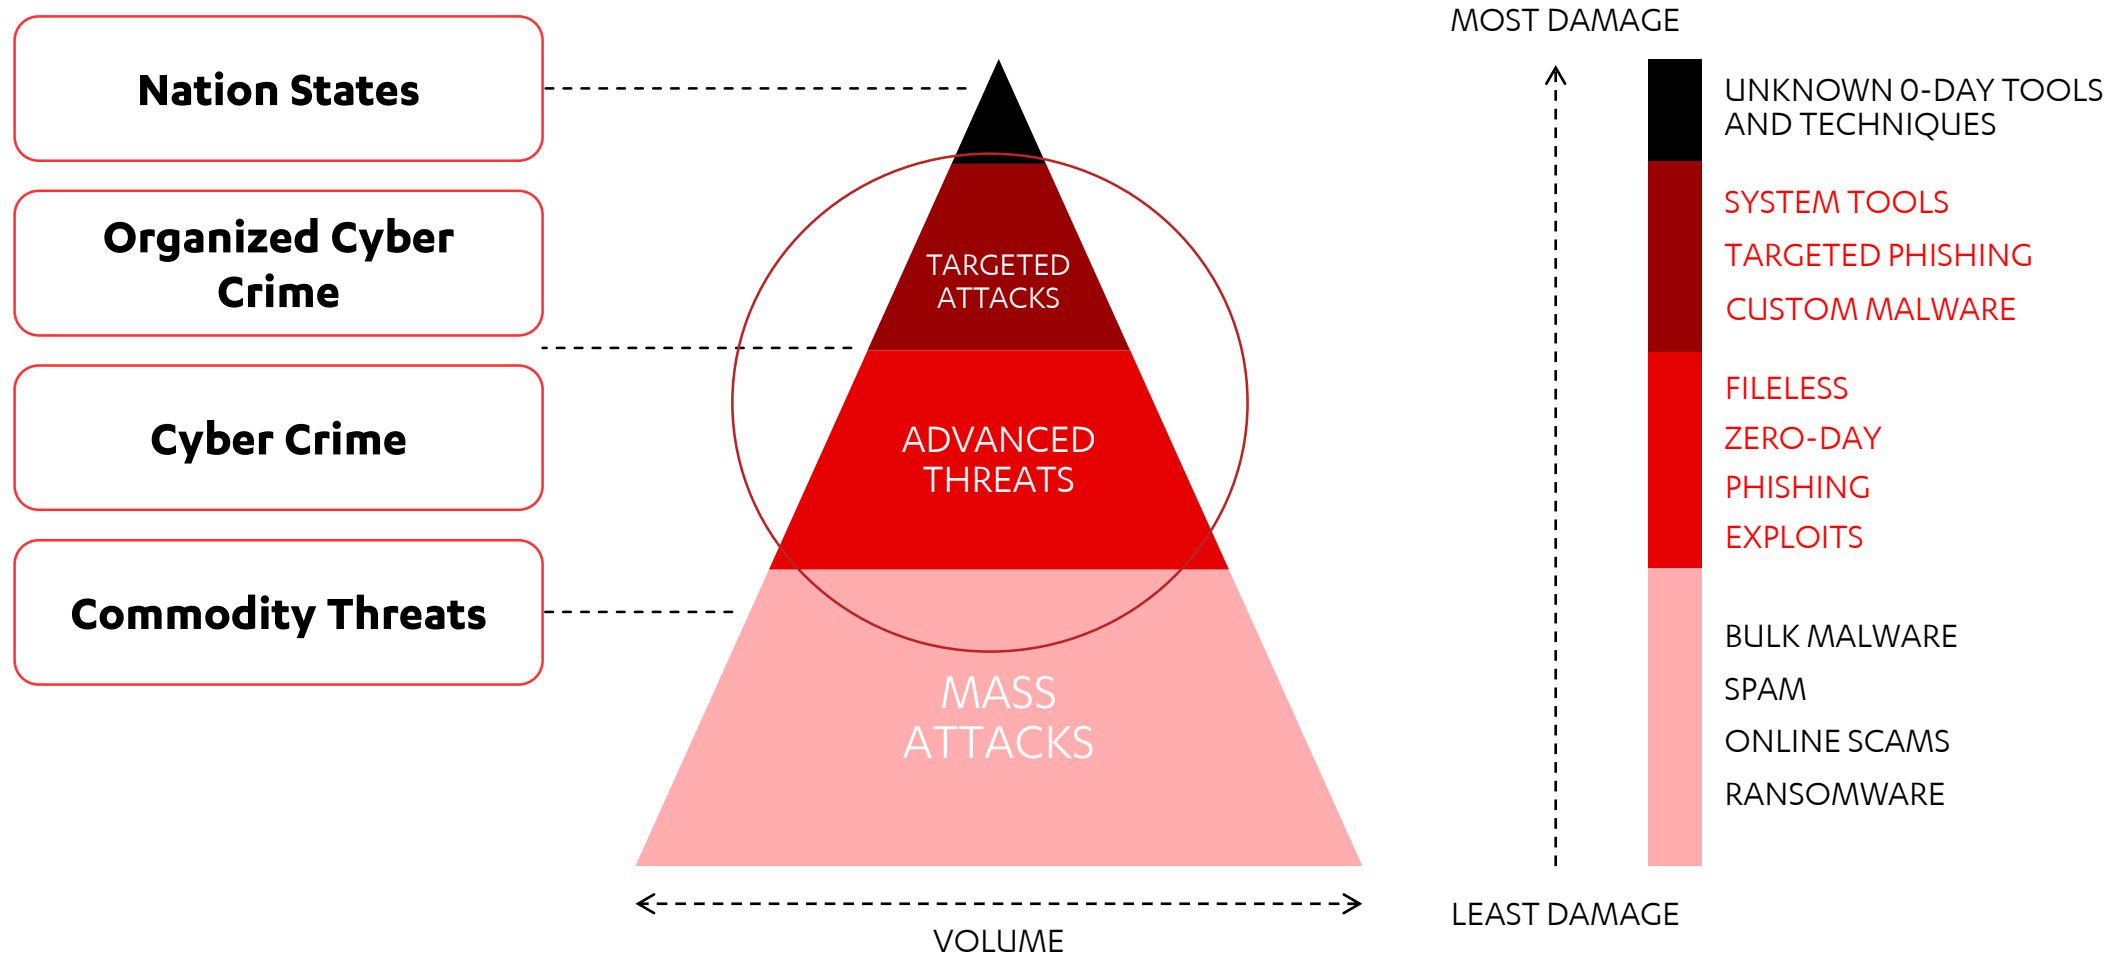 Nation States
Organized Cyber
Crime
Cyber Crime
Commodity Threats
TARGETED
ATTACKS
ADVANCED
THREATS
MASS
ATTACKS
VOLUME
MOST DAMAGE
LEAST DAMAGE
UNKNOWN 0-DAY TOOLS
AND TECHNIQUES
SYSTEM TOOLS
TARGETED PHISHING
CUSTOM MALWARE
FILELESS
ZERO-DAY
PHISHING
EXPLOITS
BULK MALWARE
SPAM
ONLINE SCAMS
RANSOMWARE